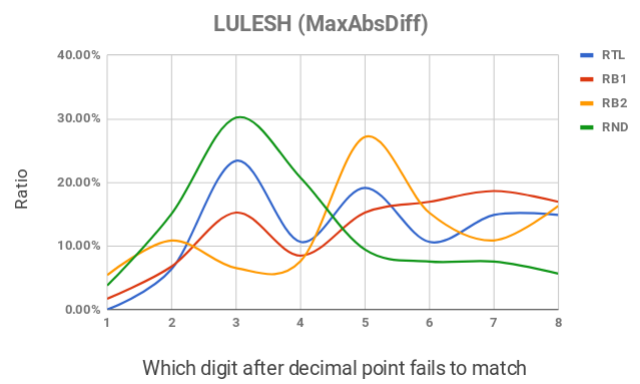 LULESH (MaxAbsDiff)
40.00%
30.00%
20.00%
10.00%
0.00%
Ratio
1 2 3 4 5 6 7 8
Which digit after decimal point fails to match
RTL
RB1
RB2
RND